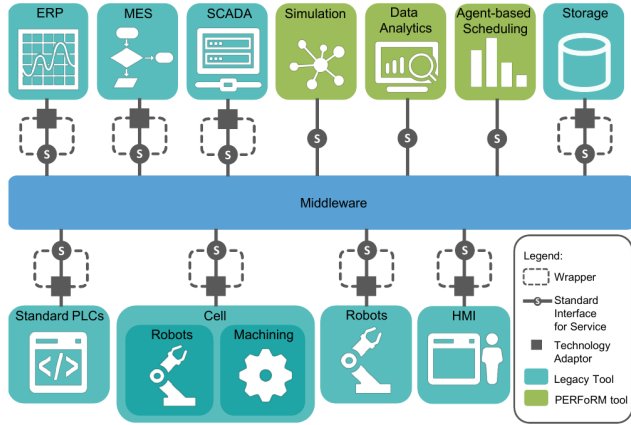 ERP
MES
SCADA
Simulation
Data
Analytics
Agent-based
Scheduling
Storage
S
S
S
S
S
S
S
Middleware
S
S
S
S
Standard PLCs
</>
Cell
Robots
Machining
Robots
HMI
Legend:
Wrapper
S
Standard
Interface
for Service
Technology
Adaptor
Legacy Tool
PERFoRM tool